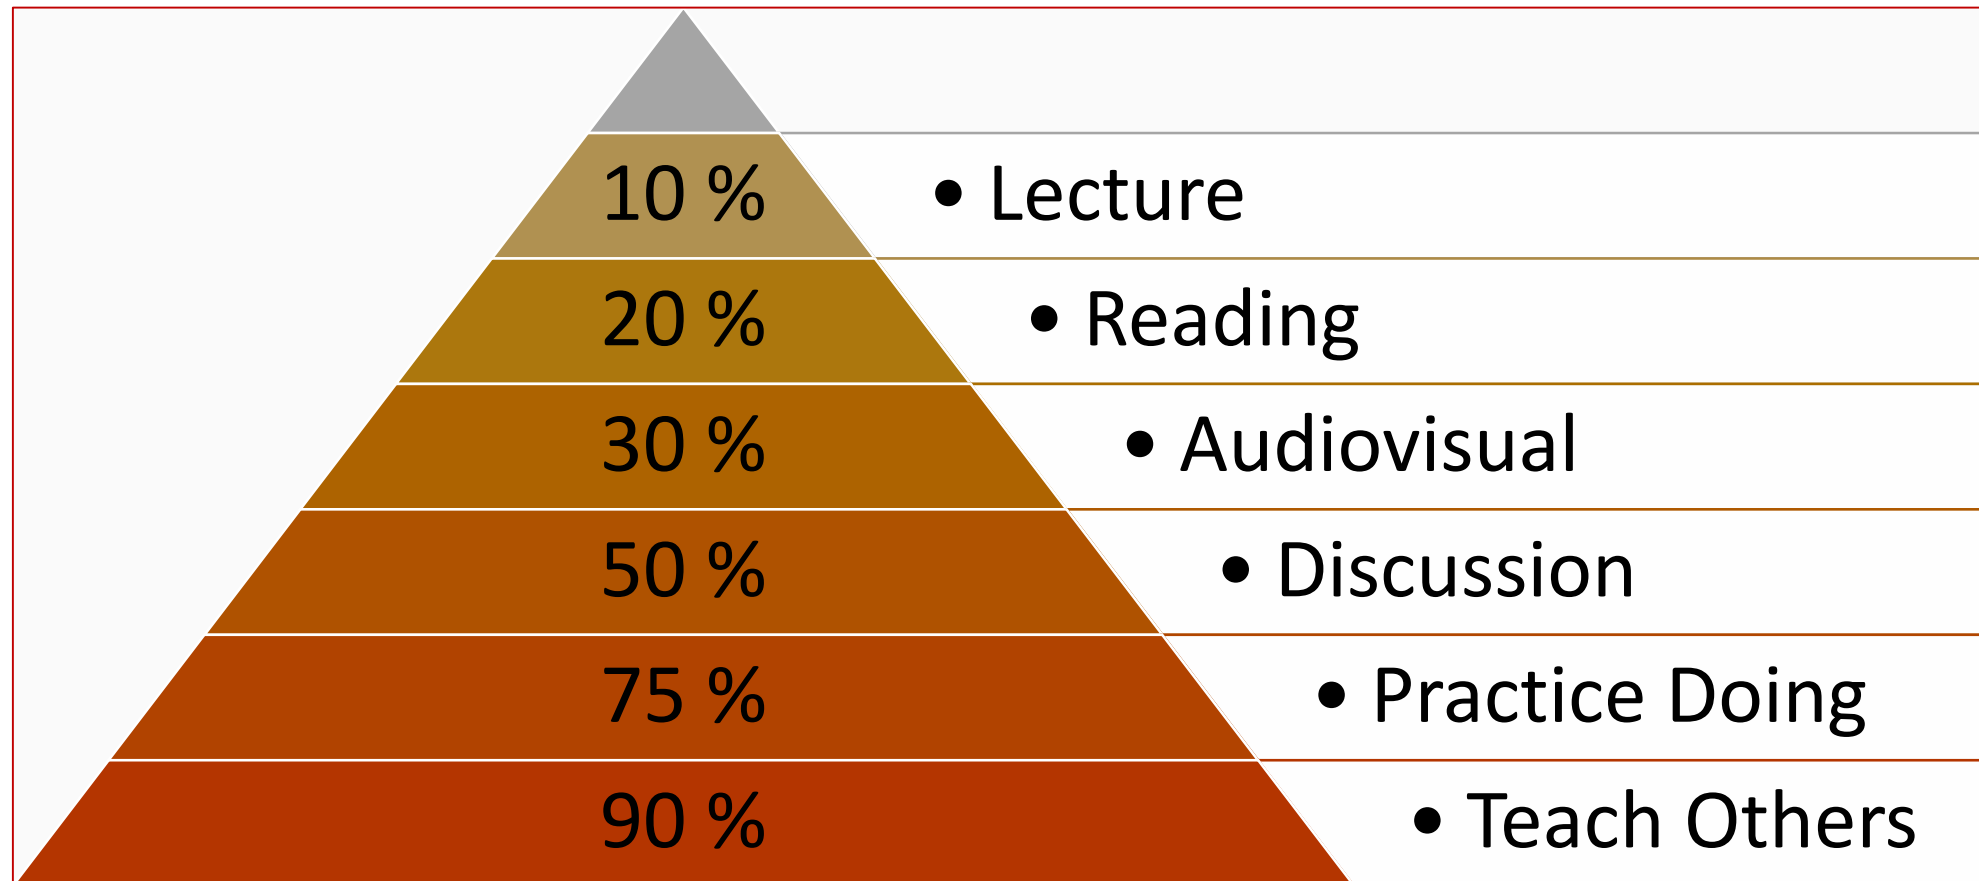 10 % • Lecture
20 % • Reading
30 % • Audiovisual
50 % • Discussion
75 % • Practice Doing
90 % • Teach Others